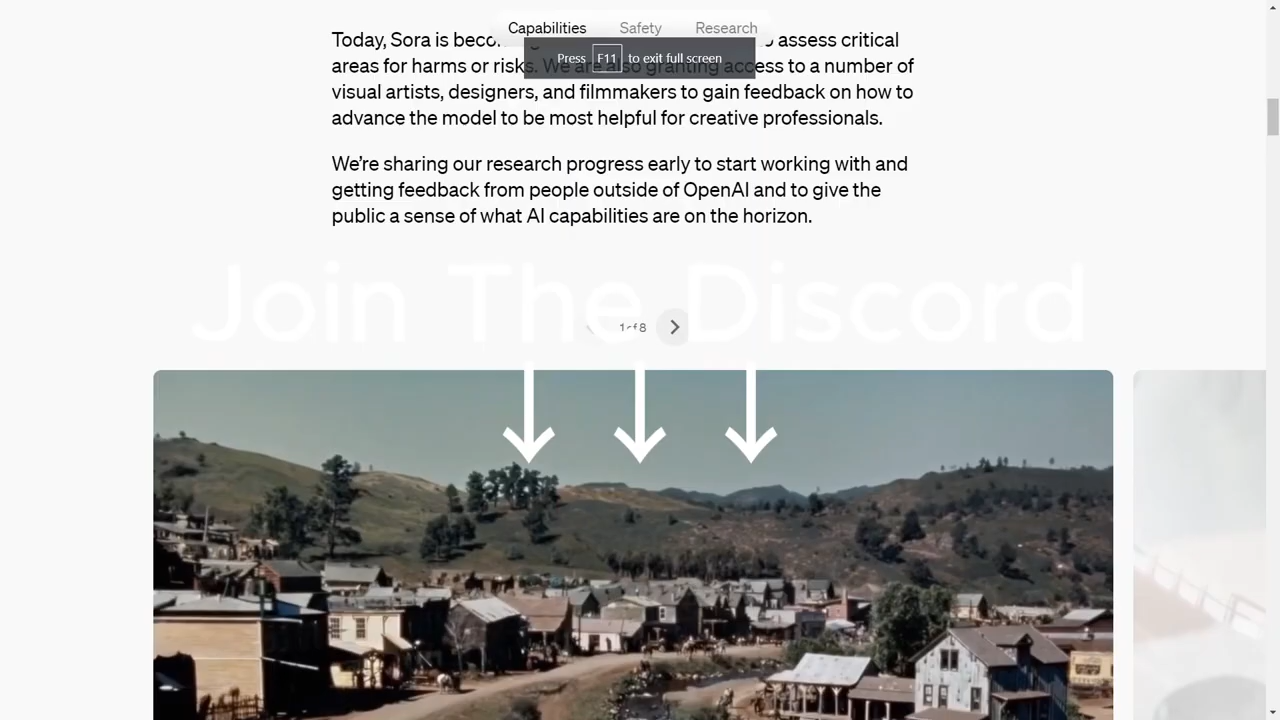 Capabilities Safety Research
Today, Sora is assess critical
Press F11 to exit full screen
areas for harms or risks. We are also granting access to a number of
visual artists, designers, and filmmakers to gain feedback on how to
advance the model to be most helpful for creative professionals.
We’re sharing our research progress early to start working with and
getting feedback from people outside of OpenAI and to give the
public a sense of what AI capabilities are on the horizon.
Join The Discord
1 of 8